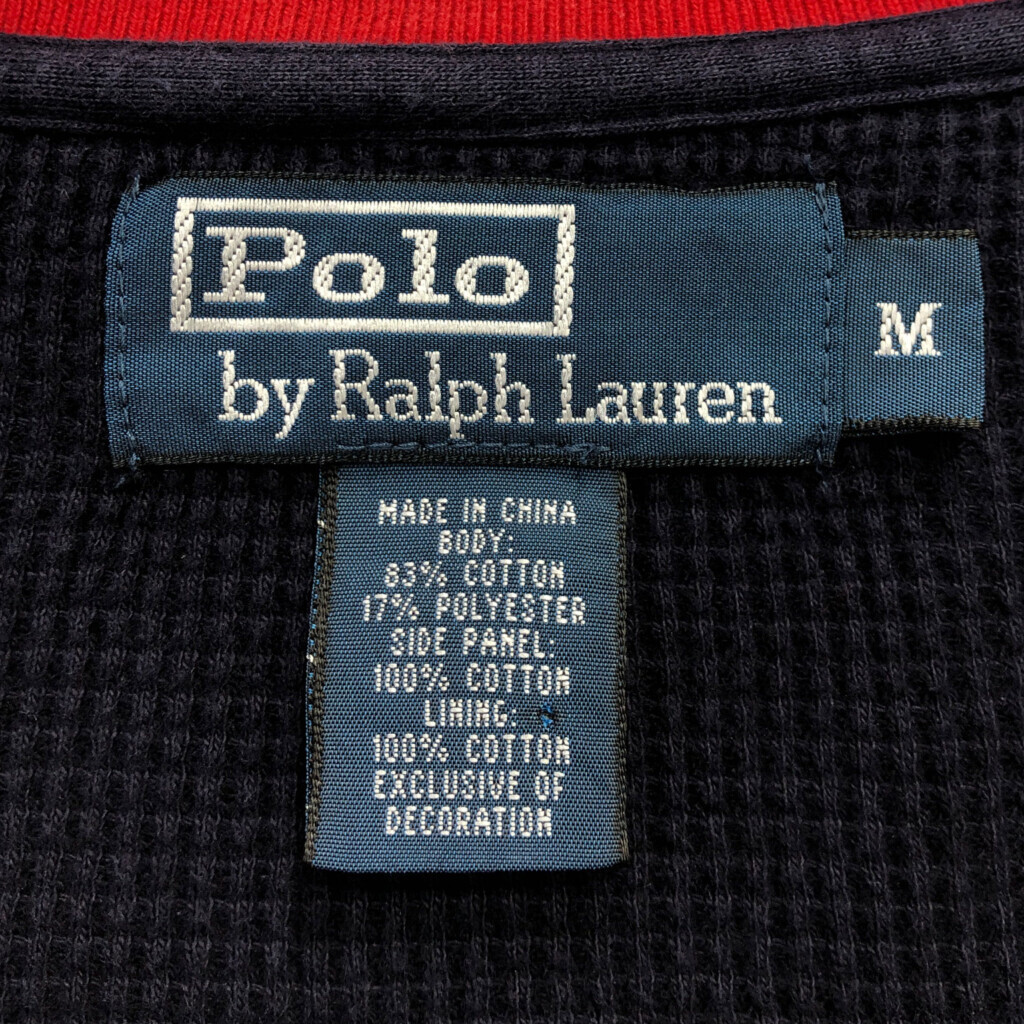 Polo
by Ralph Lauren
M
MADE IN CHINA
BODY:
83% COTTON
17% POLYESTER
SIDE PANEL:
100% COTTON
LINING:
100% COTTON
EXCLUSIVE OF
DECORATION